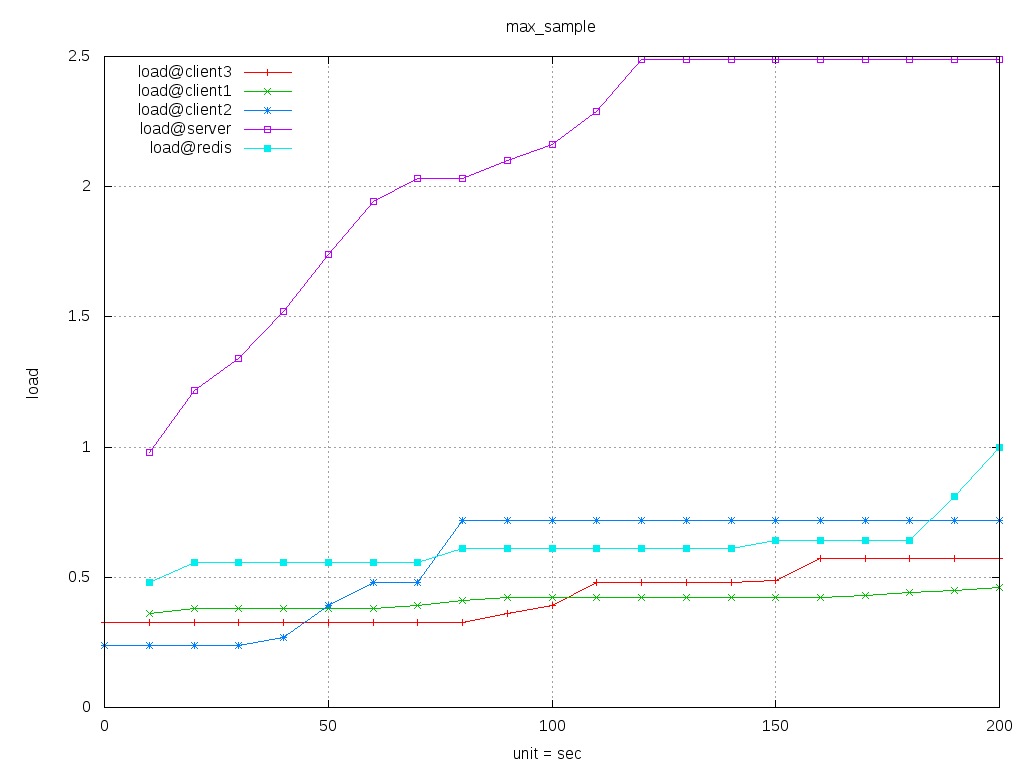 max_sample
load@client3
load@client1
load@client2
load@server
load@redis
2.5
2
1.5
1
0.5
0
load
0 50 100 150 200
unit = sec